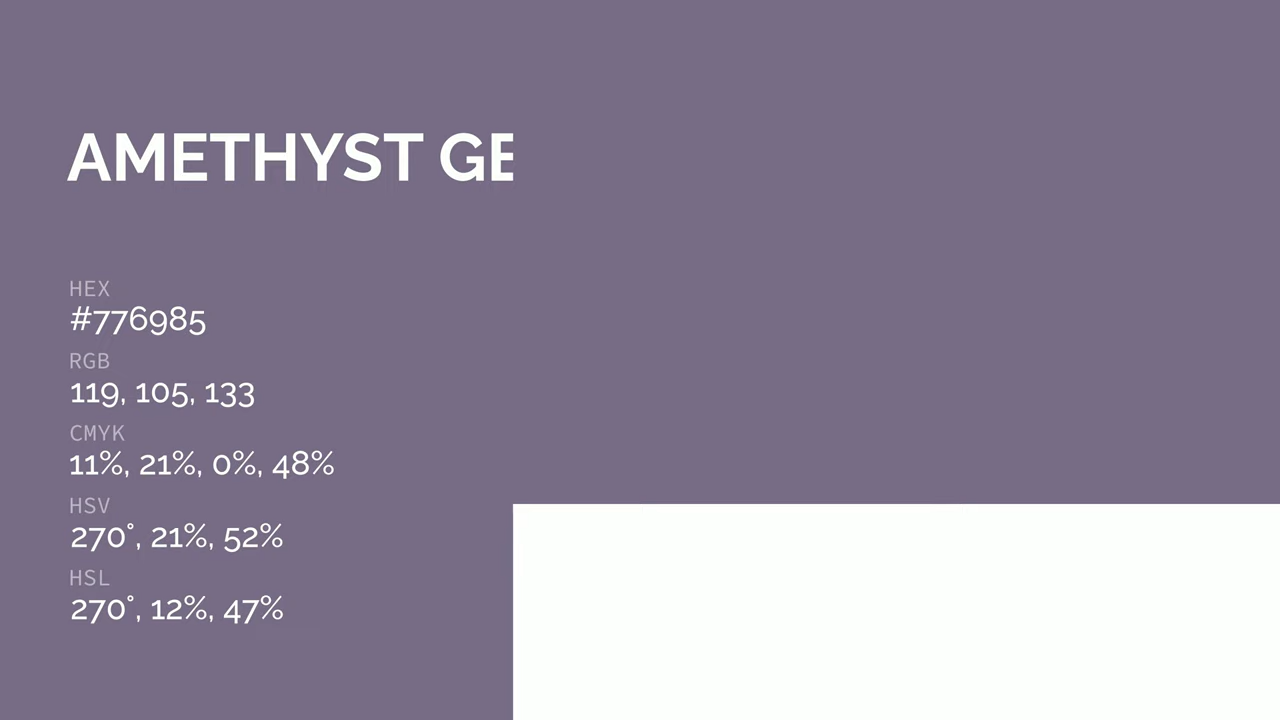 AMETHYST GE
HEX
#776985
RGB
119, 105, 133
CMYK
11%, 21%, 0%, 48%
HSV
270°, 21%, 52%
HSL
270°, 12%, 47%